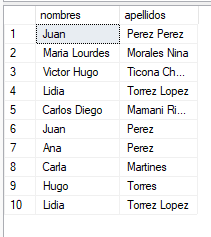 nombres apellidos
1 Juan Perez Perez
2 Maria Lourdes Morales Nina
3 Victor Hugo Ticona Ch...
4 Lidia Torrez Lopez
5 Carlos Diego Mamani Ri...
6 Juan Perez
7 Ana Perez
8 Carla Martines
9 Hugo Torres
10 Lidia Torrez Lopez